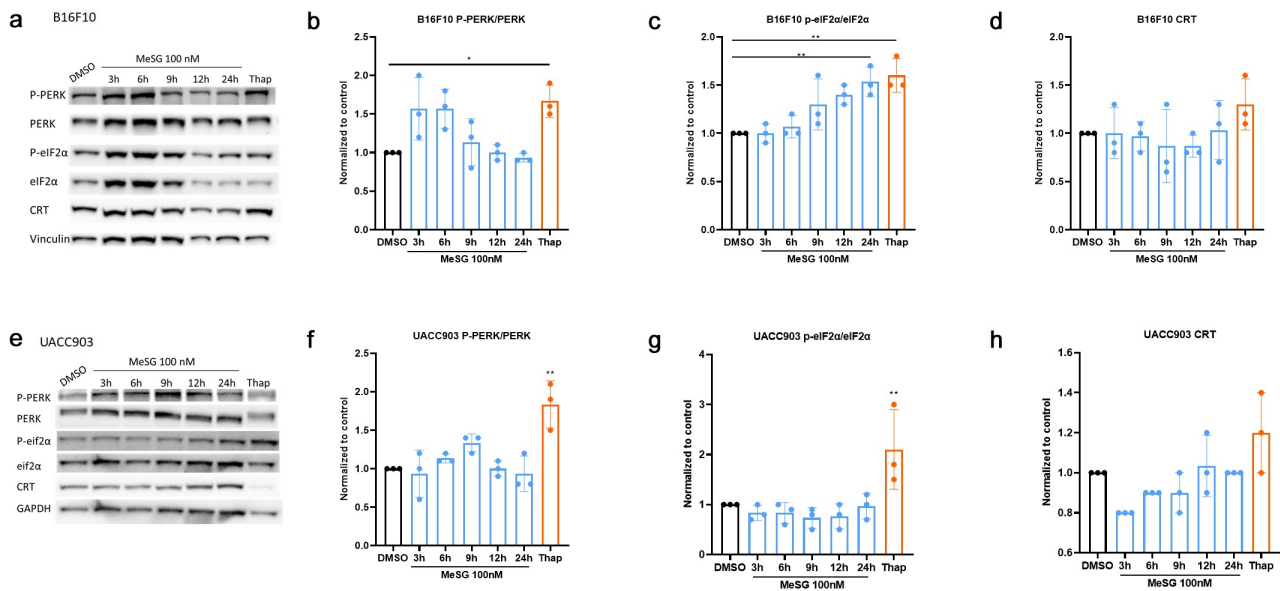 a B16F10
DMSO MeSG 100 nM
3h 6h 9h 12h 24h Thap
P-PERK
PERK
P-eIF2α
eIF2α
CRT
Vinculin
b
B16F10 P-PERK/PERK
Normalized to control
2.5
2.0
1.5
1.0
0.5
0.0
*
DMSO 3h 6h 9h 12h 24h Thap
MeSG 100nM
c
B16F10 p-eIF2α/eIF2α
Normalized to control
2.0
1.5
1.0
0.5
0.0
**
**
DMSO 3h 6h 9h 12h 24h Thap
MeSG 100nM
d
B16F10 CRT
Normalized to control
2.0
1.5
1.0
0.5
0.0
DMSO 3h 6h 9h 12h 24h Thap
MeSG 100nM
e UACC903
DMSO MeSG 100 nM
3h 6h 9h 12h 24h Thap
P-PERK
PERK
P-eif2α
eif2α
CRT
GAPDH
f
UACC903 P-PERK/PERK
Normalized to control
2.5
2.0
1.5
1.0
0.5
0.0
**
DMSO 3h 6h 9h 12h 24h Thap
MeSG 100nM
g
UACC903 p-eIF2α/eIF2α
Normalized to control
4
3
2
1
0
**
DMSO 3h 6h 9h 12h 24h Thap
MeSG 100nM
h
UACC903 CRT
Normalized to control
1.6
1.4
1.2
1.0
0.8
0.6
DMSO 3h 6h 9h 12h 24h Thap
MeSG 100nM